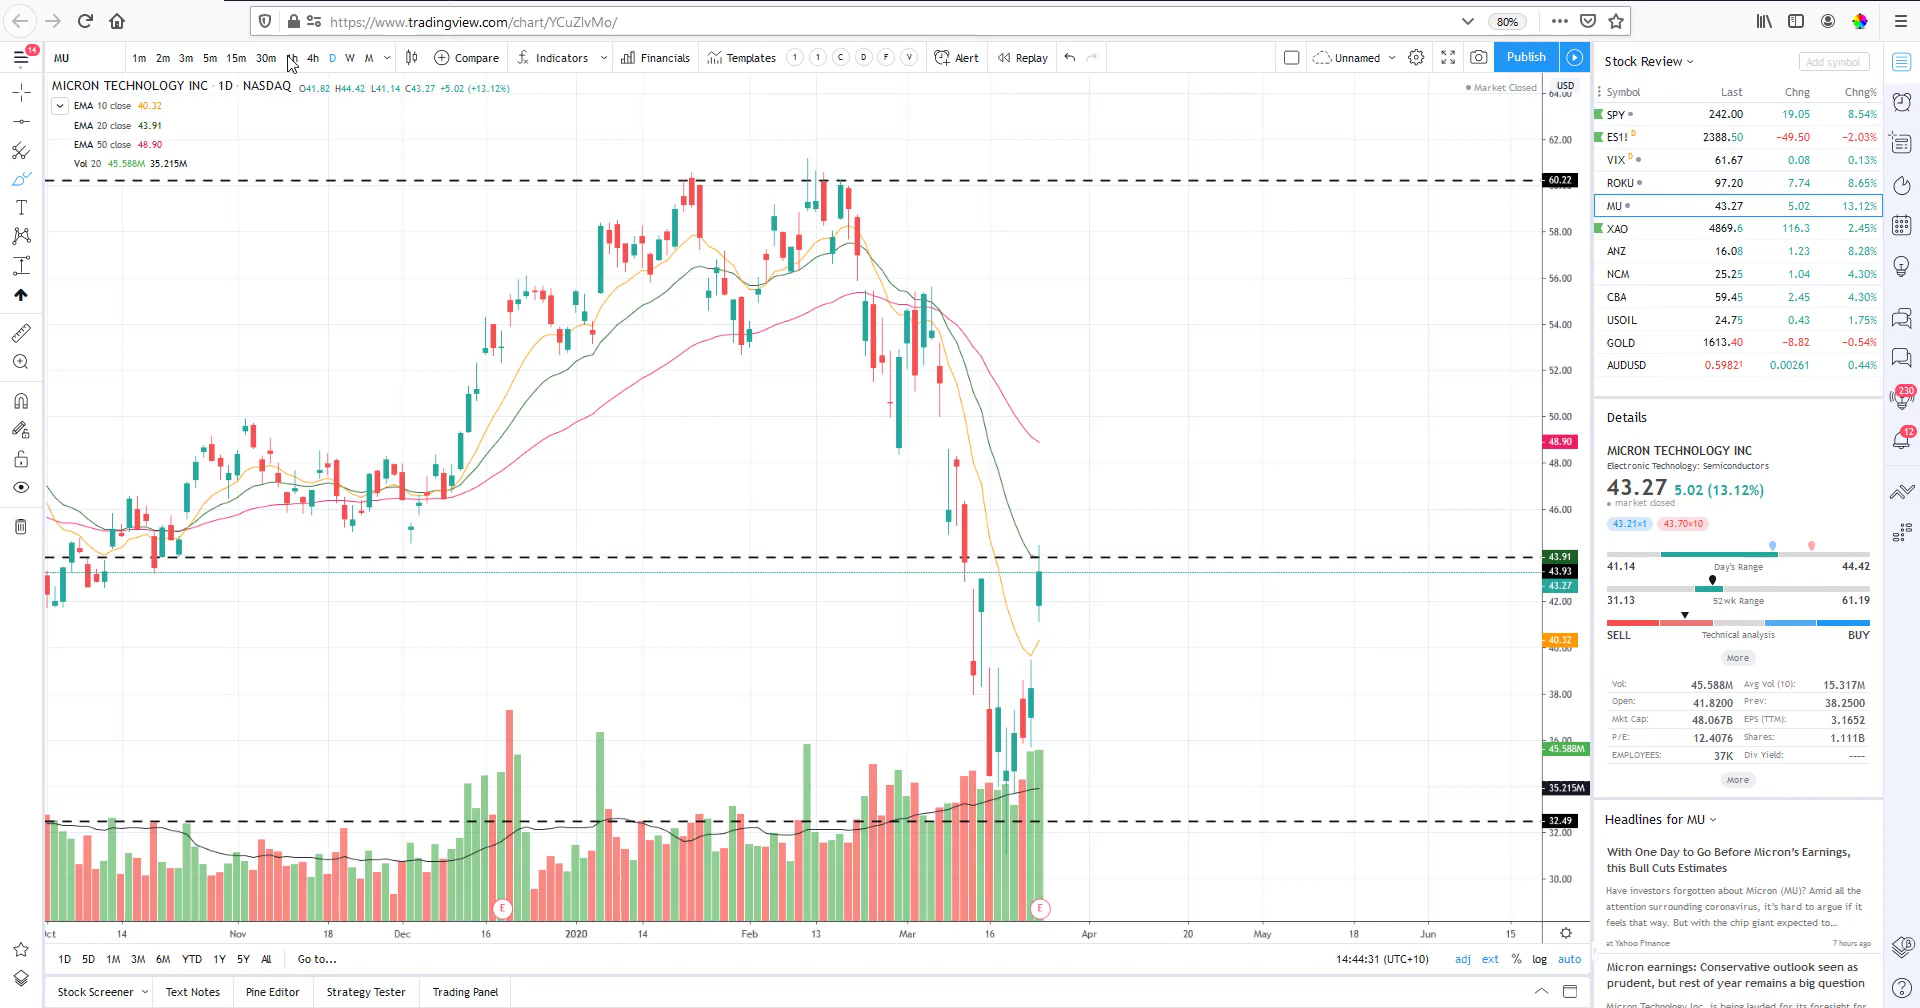 https://www.tradingview.com/chart/YCuZlvMo/
80%
14
MU
1m 2m 3m 5m 15m 30m 1h 4h D W M
Compare
Indicators
Financials
Templates
1 1 C D F V
Alert
Replay
Unnamed
Publish
MICRON TECHNOLOGY INC · 1D · NASDAQ O41.82 H44.42 L41.14 C43.27 +5.02 (+13.12%)
Market Closed
EMA 10 close 40.32
EMA 20 close 43.91
EMA 50 close 48.90
Vol 20 45.588M 35.215M
USD
64.00
62.00
60.22
58.00
56.00
54.00
52.00
50.00
48.90
48.00
46.00
43.91
43.93
43.27
42.00
40.32
40.00
38.00
36.00
45.588M
35.215M
32.49
32.00
30.00
E
E
14 Nov 18 Dec 16 2020 14 Feb 13 Mar 16 Apr 20 May 18 Jun 15
1D 5D 1M 3M 6M YTD 1Y 5Y All Go to...
14:44:31 (UTC+10) adj ext % log auto
Stock Screener Text Notes Pine Editor Strategy Tester Trading Panel
Stock Review
Add symbol
Symbol Last Chng Chng%
SPY 242.00 19.05 8.54%
ES1! D 2388.50 −49.50 −2.03%
VIX D 61.67 0.08 0.13%
ROKU 97.20 7.74 8.65%
MU 43.27 5.02 13.12%
XAO 4869.6 116.3 2.45%
ANZ 16.08 1.23 8.28%
NCM 25.25 1.04 4.30%
CBA 59.45 2.45 4.30%
USOIL 24.75 0.43 1.75%
GOLD 1613.40 −8.82 −0.54%
AUDUSD 0.59821 0.00261 0.44%
Details
MICRON TECHNOLOGY INC
Electronic Technology: Semiconductors
43.27 5.02 (13.12%)
market closed
43.21×1 43.70×10
41.14 Day's Range 44.42
31.13 52wk Range 61.19
SELL Technical analysis BUY
More
Vol: 45.588M Avg Vol (10): 15.317M
Open: 41.8200 Prev: 38.2500
Mkt Cap: 48.067B EPS (TTM): 3.1652
P/E: 12.4076 Shares: 1.111B
EMPLOYEES: 37K Div Yield: ----
More
Headlines for MU
With One Day to Go Before Micron's Earnings,
this Bull Cuts Estimates
Have investors forgotten about Micron (MU)? Amid all the
attention surrounding coronavirus, it's hard to argue if it
feels that way. But with the chip giant expected to...
at Yahoo Finance 7 hours ago
Micron earnings: Conservative outlook seen as
prudent, but rest of year remains a big question
230
12